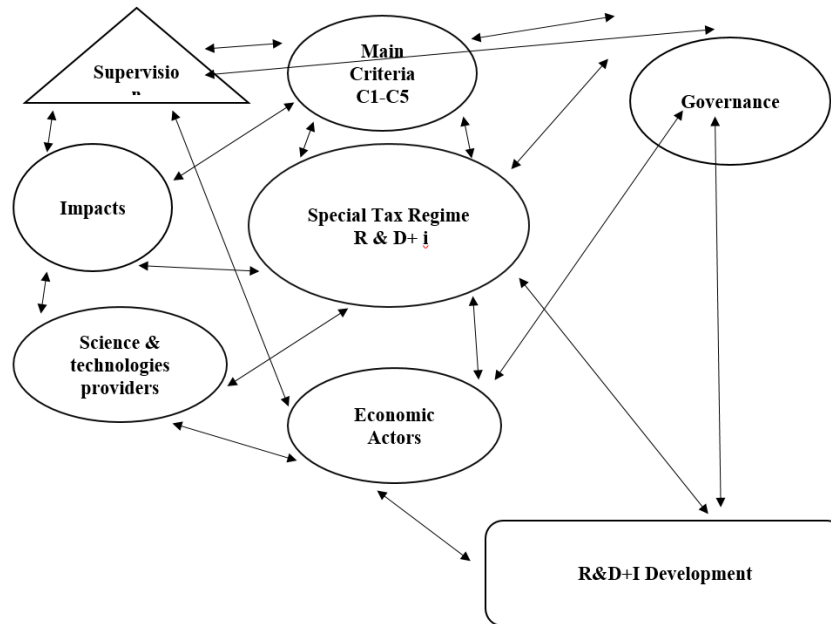 Supervisio
Main
Criteria
C1-C5
Governance
Impacts
Special Tax Regime
R & D+ i
Science &
technologies
providers
Economic
Actors
R&D+I Development